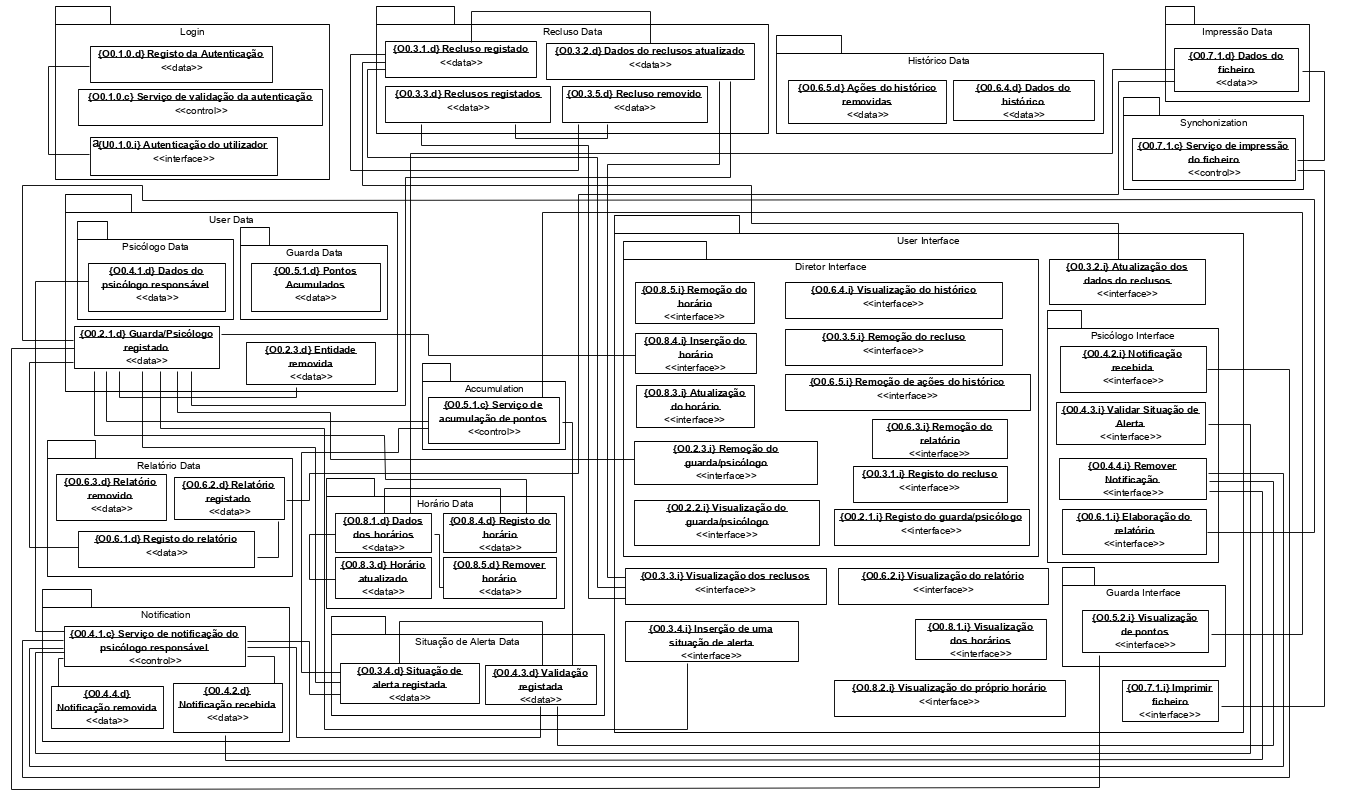 Login
{O0.1.0.d} Registo da Autenticação
<<data>>
{O0.1.0.c} Serviço de validação da autenticação
<<control>>
a
{U0.1.0.i} Autenticação do utilizador
<<interface>>
Recluso Data
{O0.3.1.d} Recluso registado
<<data>>
{O0.3.2.d} Dados do reclusos atualizado
<<data>>
{O0.3.3.d} Reclusos registados
<<data>>
{O0.3.5.d} Recluso removido
<<data>>
Histórico Data
{O0.6.5.d} Ações do histórico
removidas
<<data>>
{O0.6.4.d} Dados do
histórico
<<data>>
Impressão Data
{O0.7.1.d} Dados do
ficheiro
<<data>>
Synchonization
{O0.7.1.c} Serviço de impressão
do ficheiro
<<control>>
User Data
Psicólogo Data
{O0.4.1.d} Dados do
psicólogo responsável
<<data>>
Guarda Data
{O0.5.1.d} Pontos
Acumulados
<<data>>
{O0.2.1.d} Guarda/Psicólogo
registado
<<data>>
{O0.2.3.d} Entidade
removida
<<data>>
Accumulation
{O0.5.1.c} Serviço de
acumulação de pontos
<<control>>
Relatório Data
{O0.6.3.d} Relatório
removido
<<data>>
{O0.6.2.d} Relatório
registado
<<data>>
{O0.6.1.d} Registo do relatório
<<data>>
Horário Data
{O0.8.1.d} Dados
dos horários
<<data>>
{O0.8.4.d} Registo do
horário
<<data>>
{O0.8.3.d} Horário
atualizado
<<data>>
{O0.8.5.d} Remover
horário
<<data>>
Notification
{O0.4.1.c} Serviço de notificação do
psicólogo responsável
<<control>>
{O0.4.4.d}
Notificação removida
<<data>>
{O0.4.2.d}
Notificação recebida
<<data>>
Situação de Alerta Data
{O0.3.4.d} Situação de
alerta registada
<<data>>
{O0.4.3.d} Validação
registada
<<data>>
User Interface
Diretor Interface
{O0.8.5.i} Remoção do
horário
<<interface>>
{O0.6.4.i} Visualização do histórico
<<interface>>
{O0.8.4.i} Inserção do
horário
<<interface>>
{O0.3.5.i} Remoção do recluso
<<interface>>
{O0.8.3.i} Atualização
do horário
<<interface>>
{O0.6.5.i} Remoção de ações do histórico
<<interface>>
{O0.6.3.i} Remoção do
relatório
<<interface>>
{O0.2.3.i} Remoção do
guarda/psicólogo
<<interface>>
{O0.3.1.i} Registo do recluso
<<interface>>
{O0.2.2.i} Visualização do
guarda/psicólogo
<<interface>>
{O0.2.1.i} Registo do guarda/psicólogo
<<interface>>
{O0.3.2.i} Atualização dos
dados do reclusos
<<interface>>
Psicólogo Interface
{O0.4.2.i} Notificação
recebida
<<interface>>
{O0.4.3.i} Validar Situação de
Alerta
<<interface>>
{O0.4.4.i} Remover
Notificação
<<interface>>
{O0.6.1.i} Elaboração do
relatório
<<interface>>
{O0.3.3.i} Visualização dos reclusos
<<interface>>
{O0.6.2.i} Visualização do relatório
<<interface>>
Guarda Interface
{O0.5.2.i} Visualização
de pontos
<<interface>>
{O0.3.4.i} Inserção de uma
situação de alerta
<<interface>>
{O0.8.1.i} Visualização
dos horários
<<interface>>
{O0.8.2.i} Visualização do próprio horário
<<interface>>
{O0.7.1.i} Imprimir
ficheiro
<<interface>>